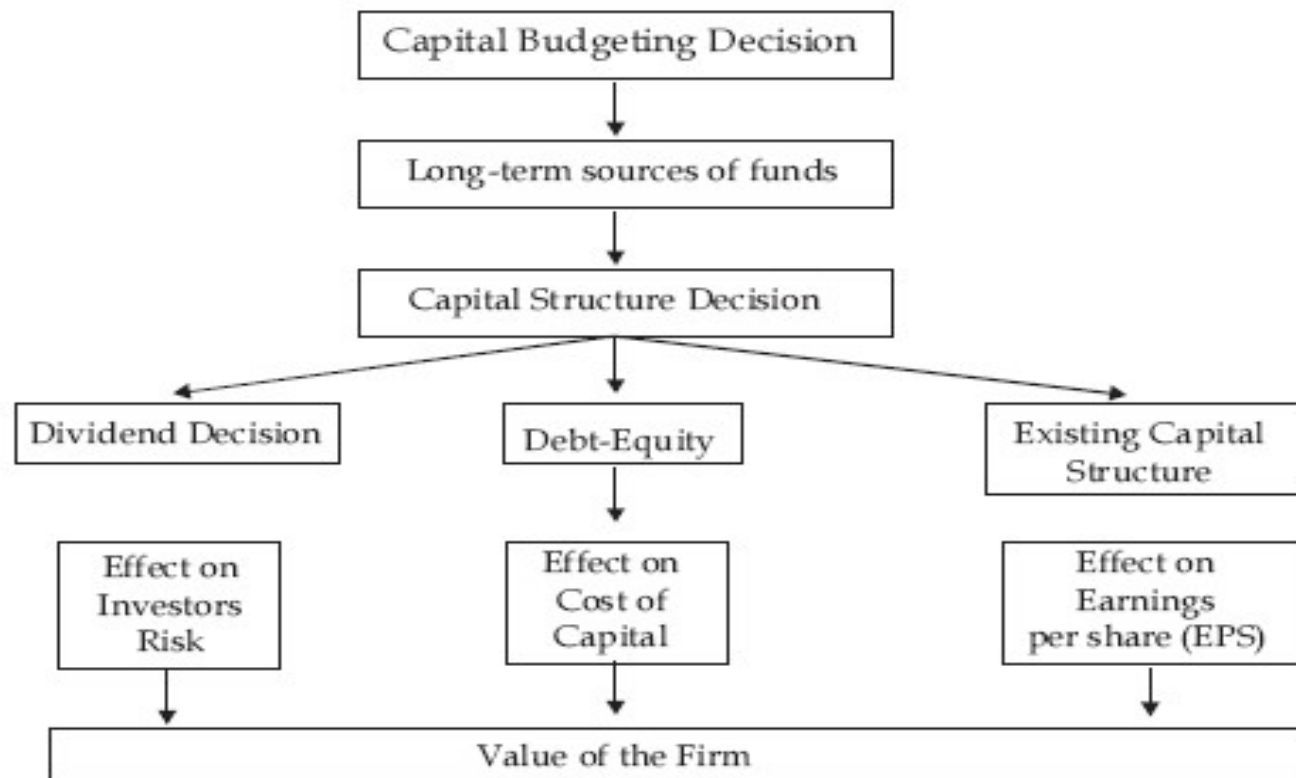 Capital Budgeting Decision
Long-term sources of funds
Capital Structure Decision
Dividend Decision
Debt-Equity
Existing Capital
Structure
Effect on
Investors
Risk
Effect on
Cost of
Capital
Effect on
Earnings
per share (EPS)
Value of the Firm